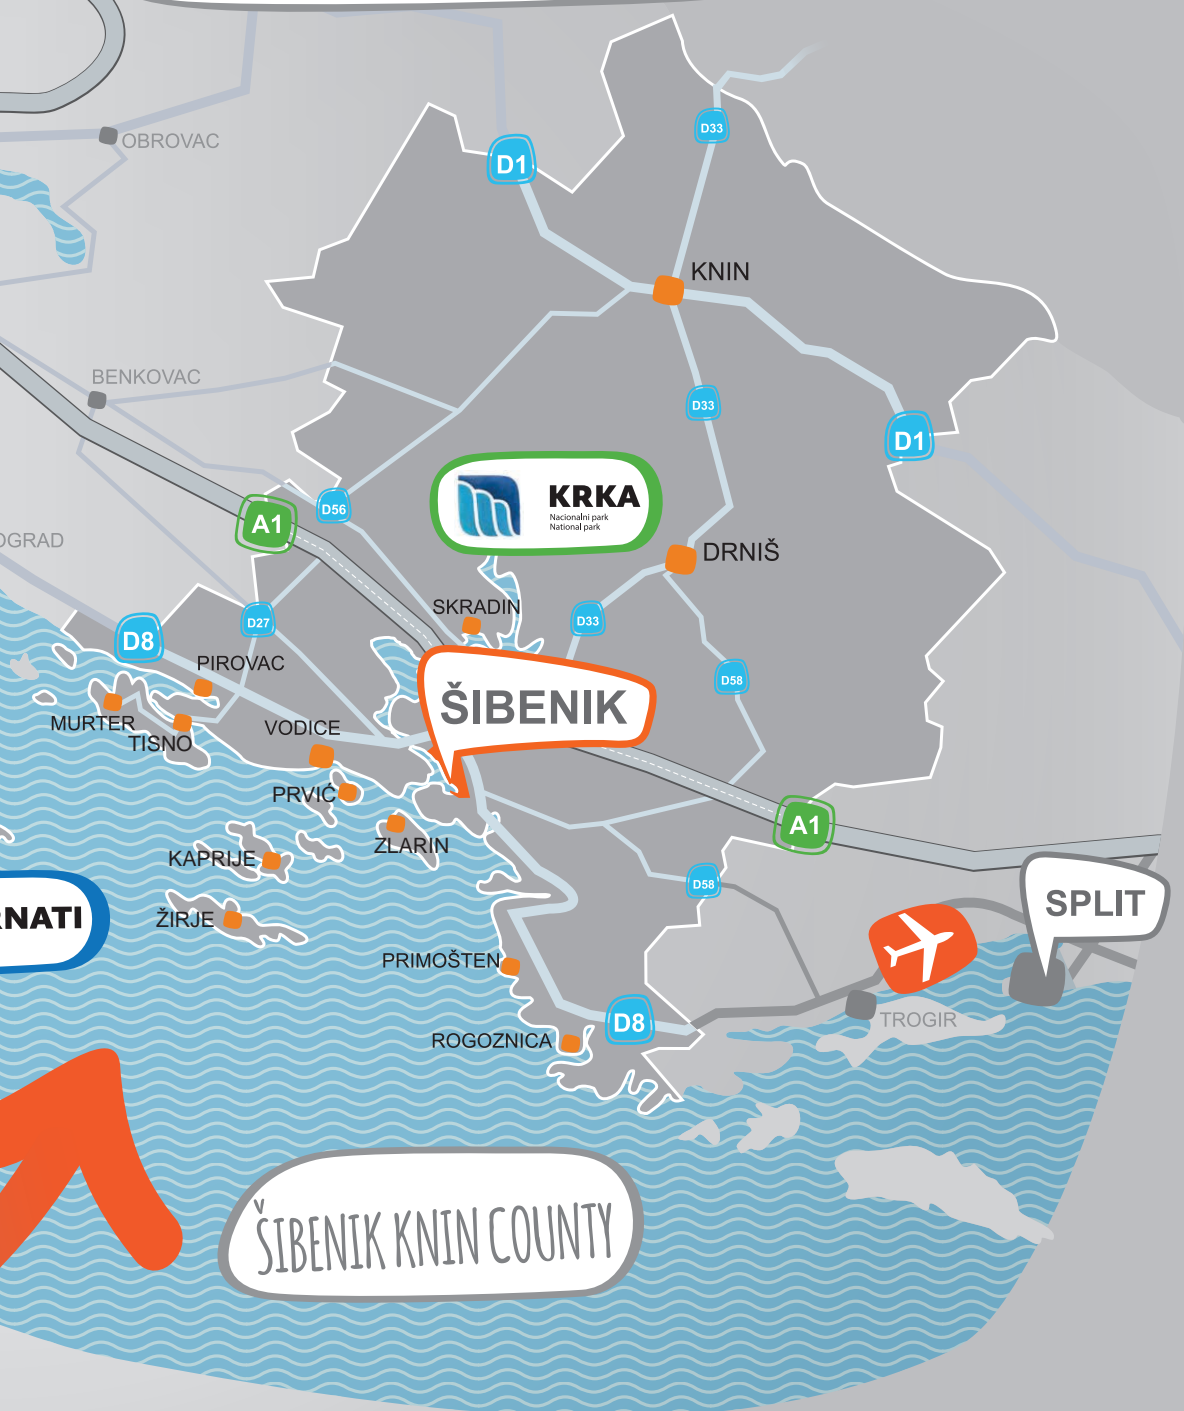 D33
OBROVAC
D1
KNIN
BENKOVAC
D33
D1
KRKA
Nacionalni park
National park
D56
A1
OGRAD
DRNIŠ
SKRADIN
D33
D27
D8
PIROVAC
D58
ŠIBENIK
MURTER
TISNO
VODICE
PRVIĆ
A1
ZLARIN
KAPRIJE
D58
SPLIT
RNATI
ŽIRJE
PRIMOŠTEN
TROGIR
D8
ROGOZNICA
ŠIBENIK KNIN COUNTY